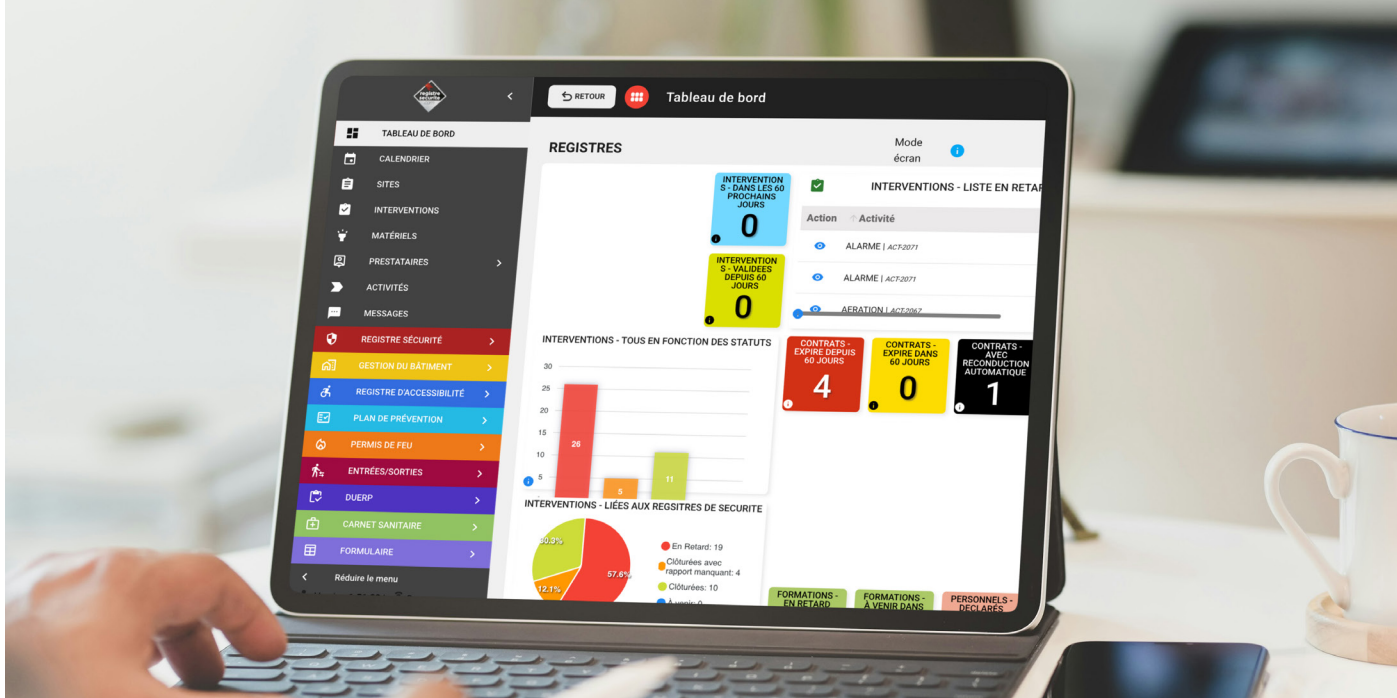 registre
sécurité
RETOUR
Tableau de bord
TABLEAU DE BORD
CALENDRIER
SITES
INTERVENTIONS
MATÉRIELS
PRESTATAIRES
ACTIVITÉS
MESSAGES
REGISTRE SÉCURITÉ
GESTION DU BÂTIMENT
REGISTRE D'ACCESSIBILITÉ
PLAN DE PRÉVENTION
PERMIS DE FEU
ENTRÉES/SORTIES
DUERP
CARNET SANITAIRE
FORMULAIRE
Réduire le menu
REGISTRES
Mode
écran
INTERVENTION
S - DANS LES 60
PROCHAINS
JOURS
0
INTERVENTION
S - VALIDEES
DEPUIS 60
JOURS
0
INTERVENTIONS - LISTE EN RETAR
Action Activité
ALARME | ACT-2071
ALARME | ACT-2071
AERATION | ACT-2067
INTERVENTIONS - TOUS EN FONCTION DES STATUTS
30
25
20
15
10
5
26
5
11
CONTRATS -
EXPIRE DEPUIS
60 JOURS
4
CONTRATS -
EXPIRE DANS
60 JOURS
0
CONTRATS -
AVEC
RECONDUCTION
AUTOMATIQUE
1
INTERVENTIONS - LIÉES AUX REGSITRES DE SECURITE
30.3%
57.6%
12.1%
En Retard: 19
Clôturées avec
rapport manquant: 4
Clôturées: 10
À venir: 0
FORMATIONS -
EN RETARD
FORMATIONS -
À VENIR DANS
PERSONNELS -
DECLARÉS